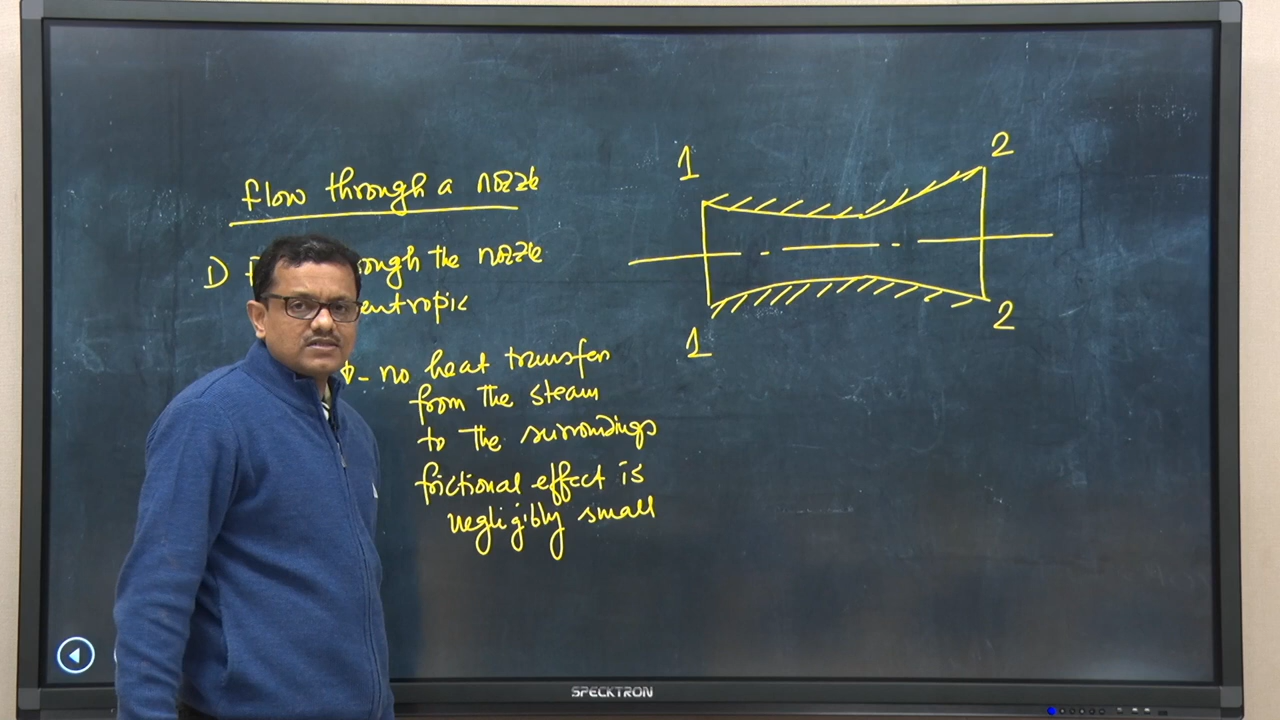 flow through a nozzle
1) through the nozzle
entropic
- no heat transfer
from the steam
to the surroundings
frictional effect is
negligibly small
1
2
1
2
SPECKTRON